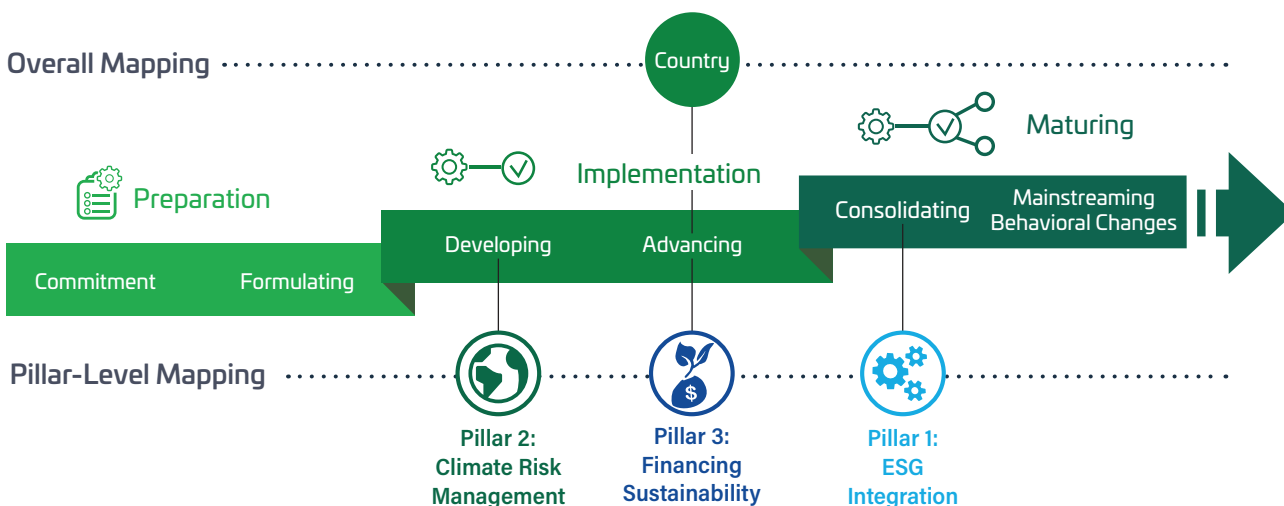 Overall Mapping
Country
Maturing
Implementation
Preparation
Consolidating
Mainstreaming
Behavioral Changes
Developing
Advancing
Commitment
Formulating
Pillar-Level Mapping
$
Pillar 2:
Climate Risk
Management
Pillar 3:
Financing
Sustainability
Pillar 1:
ESG
Integration